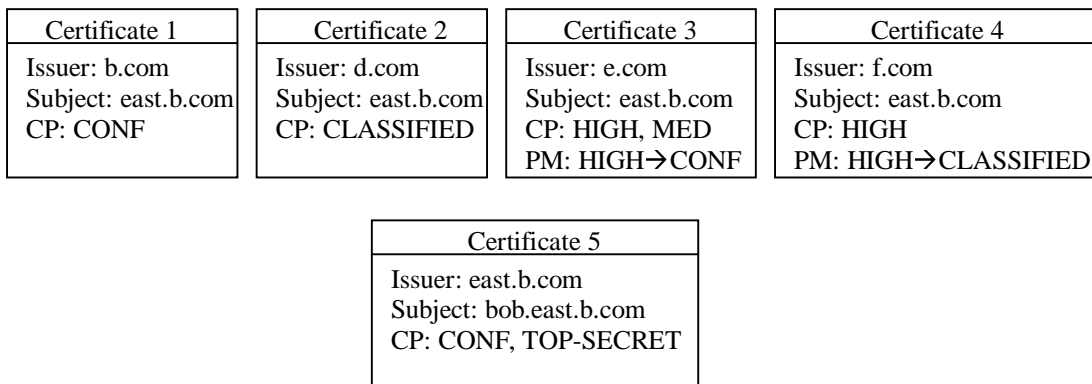 Certificate 1
Issuer: b.com
Subject: east.b.com
CP: CONF
Certificate 2
Issuer: d.com
Subject: east.b.com
CP: CLASSIFIED
Certificate 3
Issuer: e.com
Subject: east.b.com
CP: HIGH, MED
PM: HIGH→CONF
Certificate 4
Issuer: f.com
Subject: east.b.com
CP: HIGH
PM: HIGH→CLASSIFIED
Certificate 5
Issuer: east.b.com
Subject: bob.east.b.com
CP: CONF, TOP-SECRET